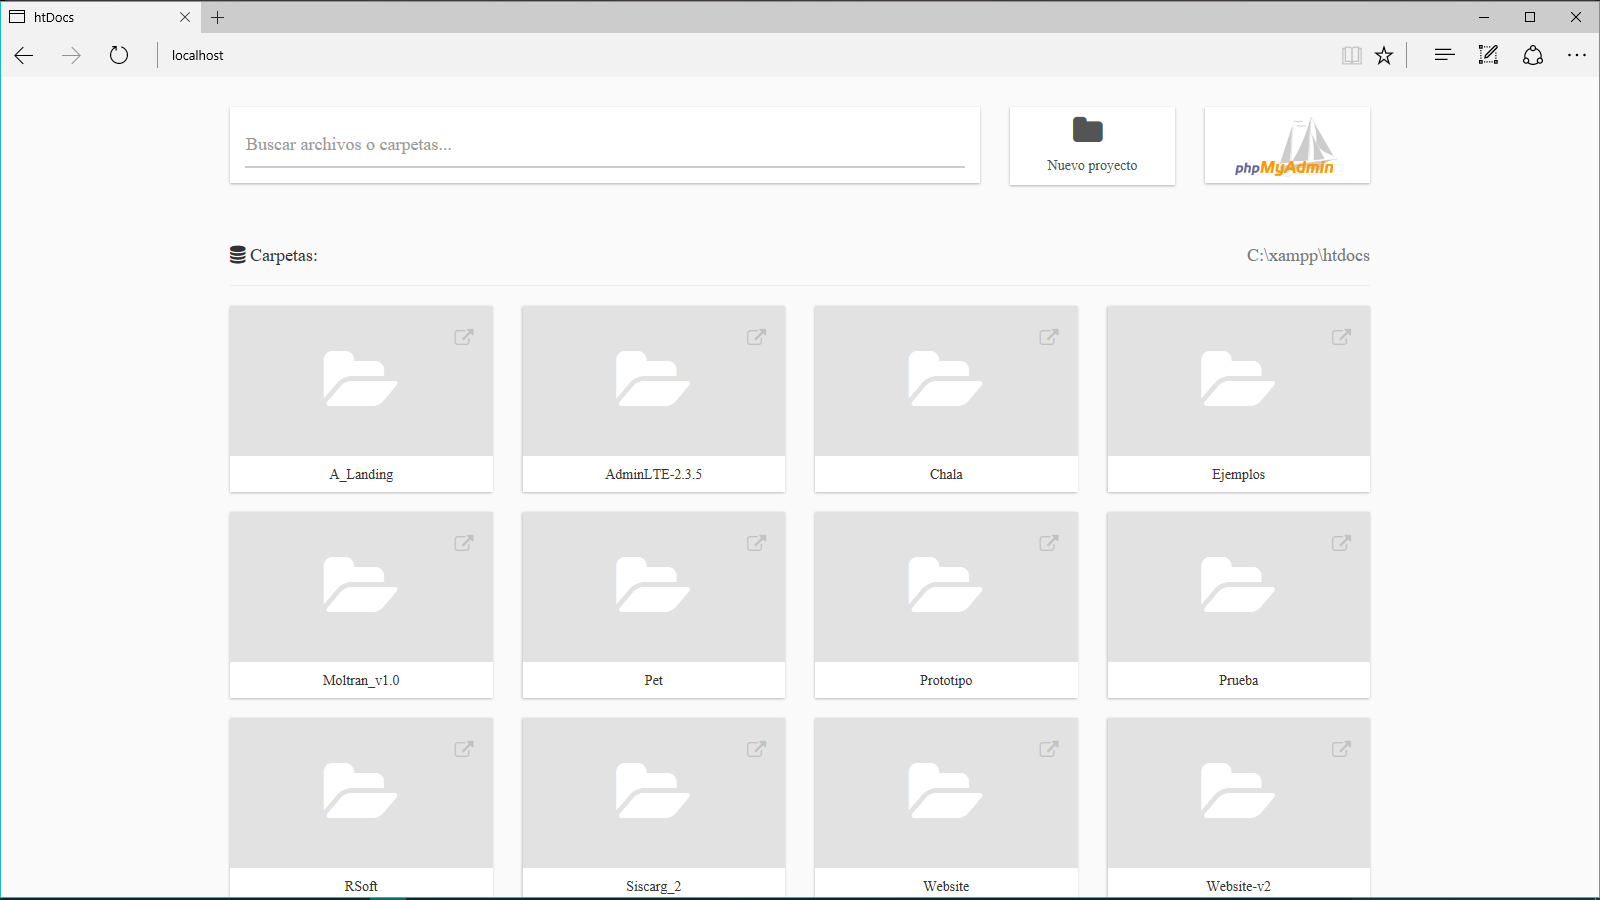 htDocs
localhost
Buscar archivos o carpetas...
Nuevo proyecto
phpMyAdmin
Carpetas:
C:\xampp\htdocs
A_Landing
AdminLTE-2.3.5
Chala
Ejemplos
Moltran_v1.0
Pet
Prototipo
Prueba
RSoft
Siscarg_2
Website
Website-v2